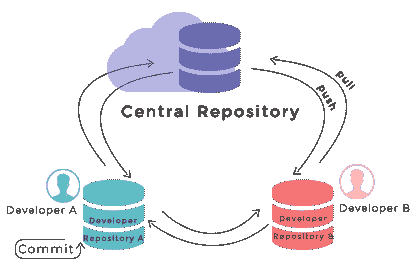 pull
push
Central Repository
Developer A
Developer B
Developer
Repository A
Developer
Repository B
Commit